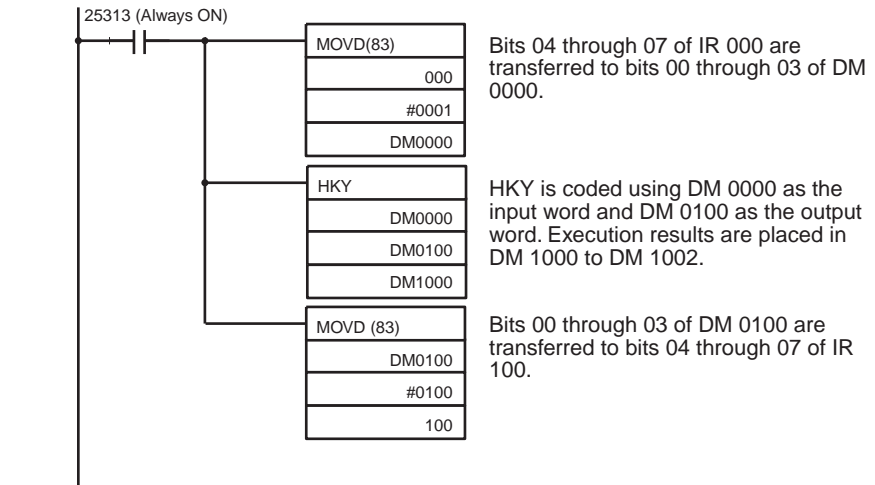 25313 (Always ON)
MOVD(83)
000
#0001
DM0000
Bits 04 through 07 of IR 000 are
transferred to bits 00 through 03 of DM
0000.
HKY
DM0000
DM0100
DM1000
HKY is coded using DM 0000 as the
input word and DM 0100 as the output
word. Execution results are placed in
DM 1000 to DM 1002.
MOVD (83)
DM0100
#0100
100
Bits 00 through 03 of DM 0100 are
transferred to bits 04 through 07 of IR
100.